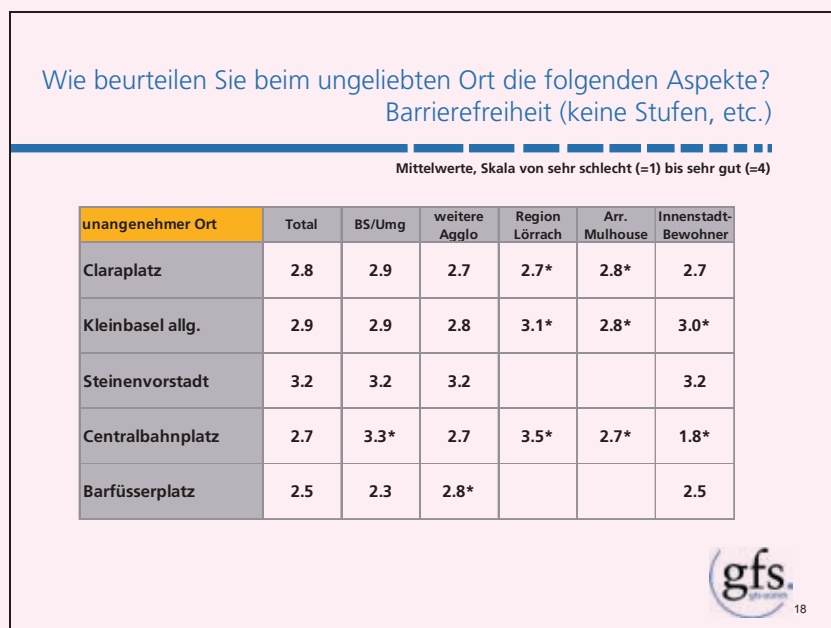 Wie beurteilen Sie beim ungeliebten Ort die folgenden Aspekte?
Barrierefreiheit (keine Stufen, etc.)
Mittelwerte, Skala von sehr schlecht (=1) bis sehr gut (=4)
unangenehmer Ort Total BS/Umg weitere Agglo Region Lörrach Arr. Mulhouse Innenstadt-Bewohner
Claraplatz 2.8 2.9 2.7 2.7* 2.8* 2.7
Kleinbasel allg. 2.9 2.9 2.8 3.1* 2.8* 3.0*
Steinenvorstadt 3.2 3.2 3.2 3.2
Centralbahnplatz 2.7 3.3* 2.7 3.5* 2.7* 1.8*
Barfüsserplatz 2.5 2.3 2.8* 2.5
gfs.
18